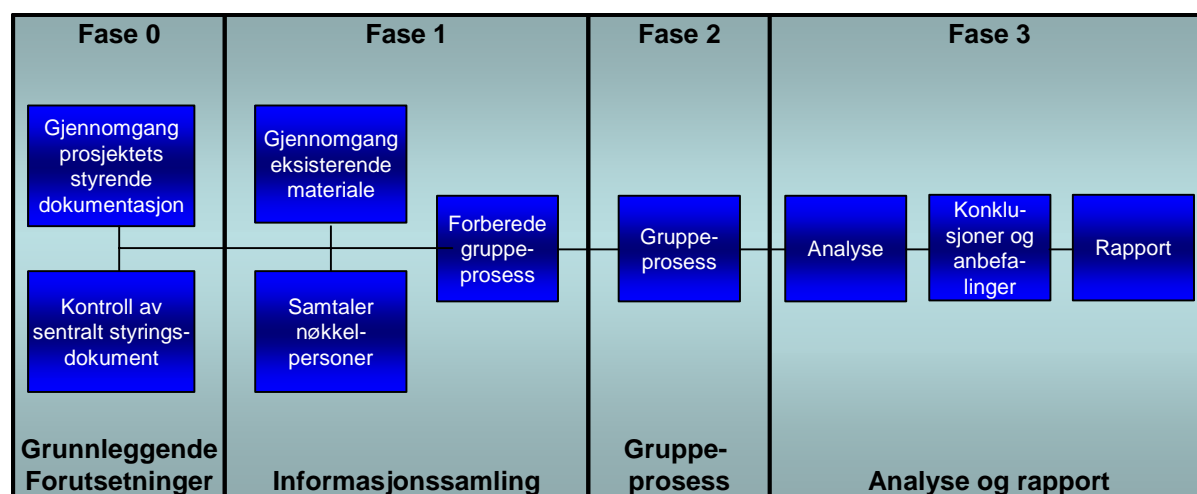 Fase 0
Fase 1
Fase 2
Fase 3
Gjennomgang
prosjektets
styrende
dokumentasjon
Kontroll av
sentralt styrings-
dokument
Gjennomgang
eksisterende
materiale
Samtaler
nøkkel-
personer
Forberede
gruppe-
prosess
Gruppe-
prosess
Analyse
Konklu-
sjoner og
anbefa-
linger
Rapport
Grunnleggende
Forutsetninger
Informasjonssamling
Gruppe-
prosess
Analyse og rapport